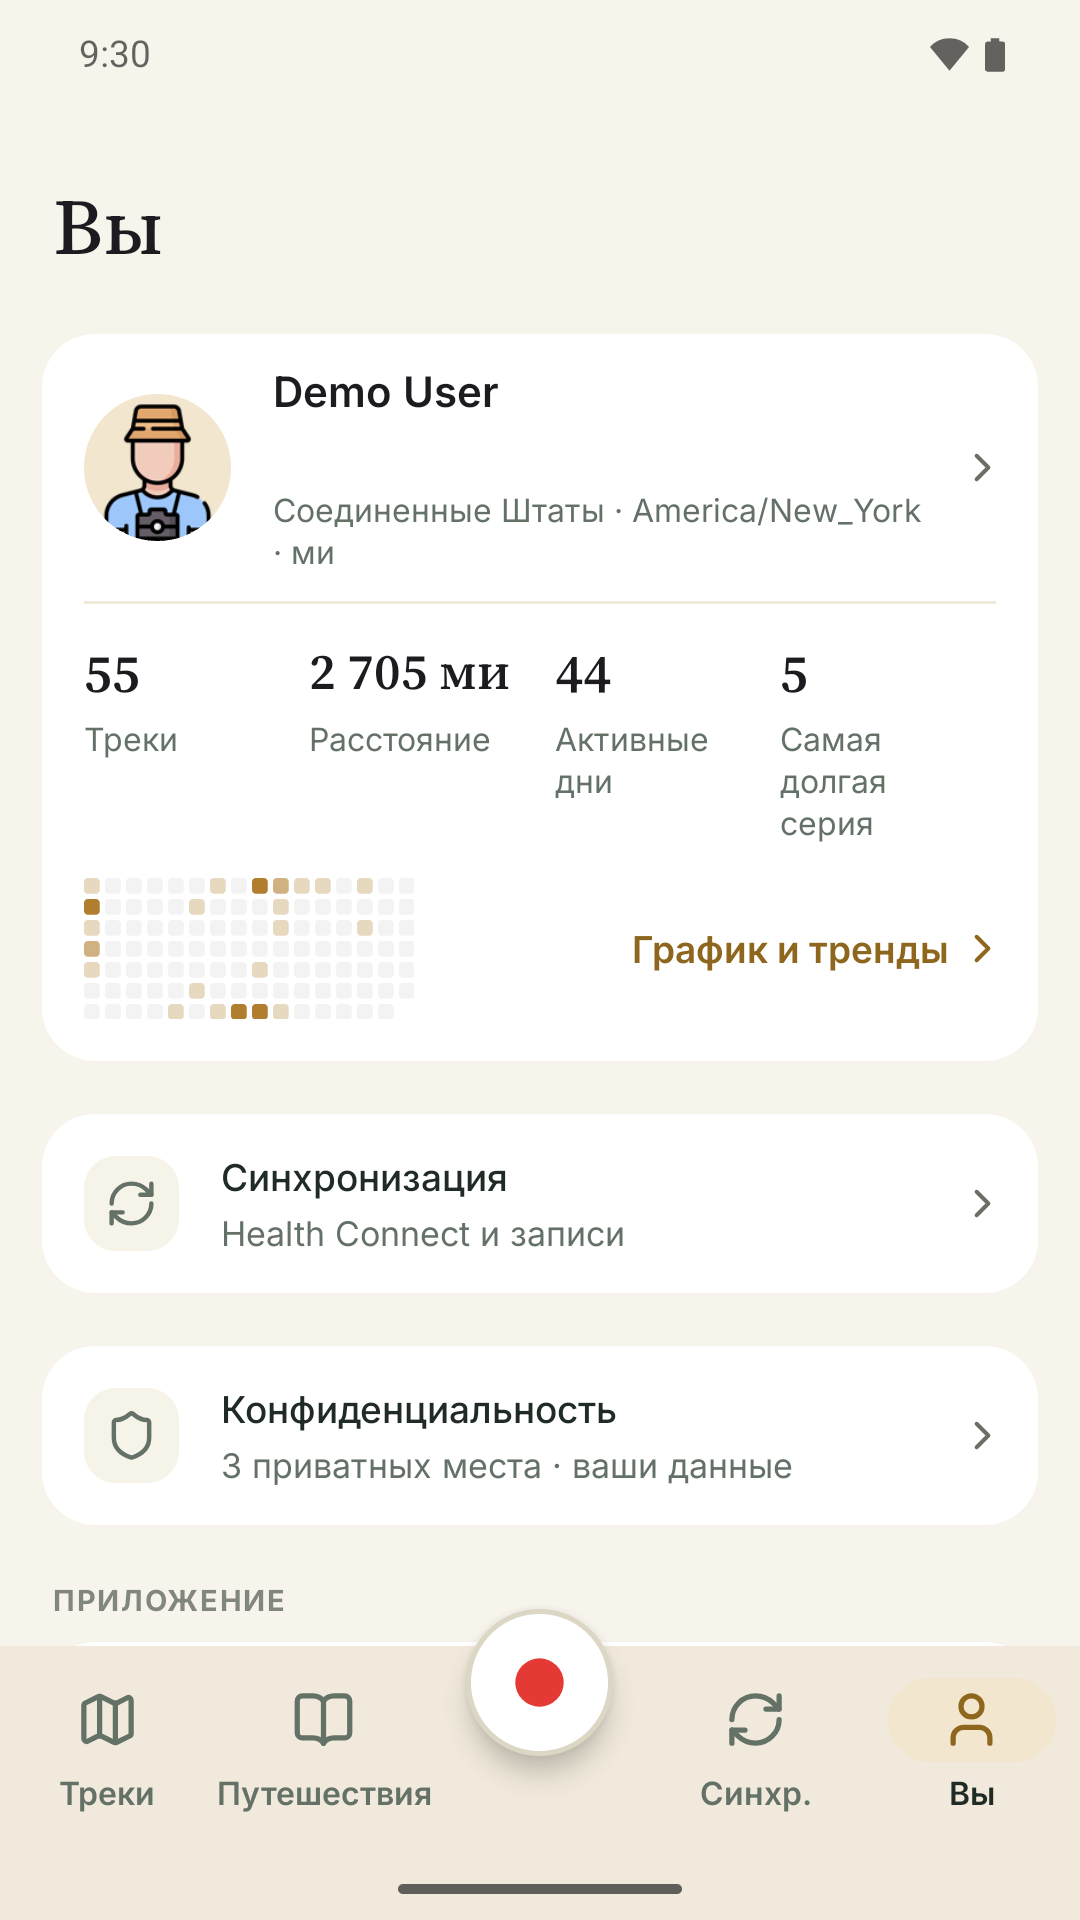 9:30
Вы
Demo User
Соединенные Штаты · America/New_York
· ми
55
Треки
2 705 ми
Расстояние
44
Активные
дни
5
Самая
долгая
серия
График и тренды
Синхронизация
Health Connect и записи
Конфиденциальность
3 приватных места · ваши данные
ПРИЛОЖЕНИЕ
Треки
Путешествия
Синхр.
Вы